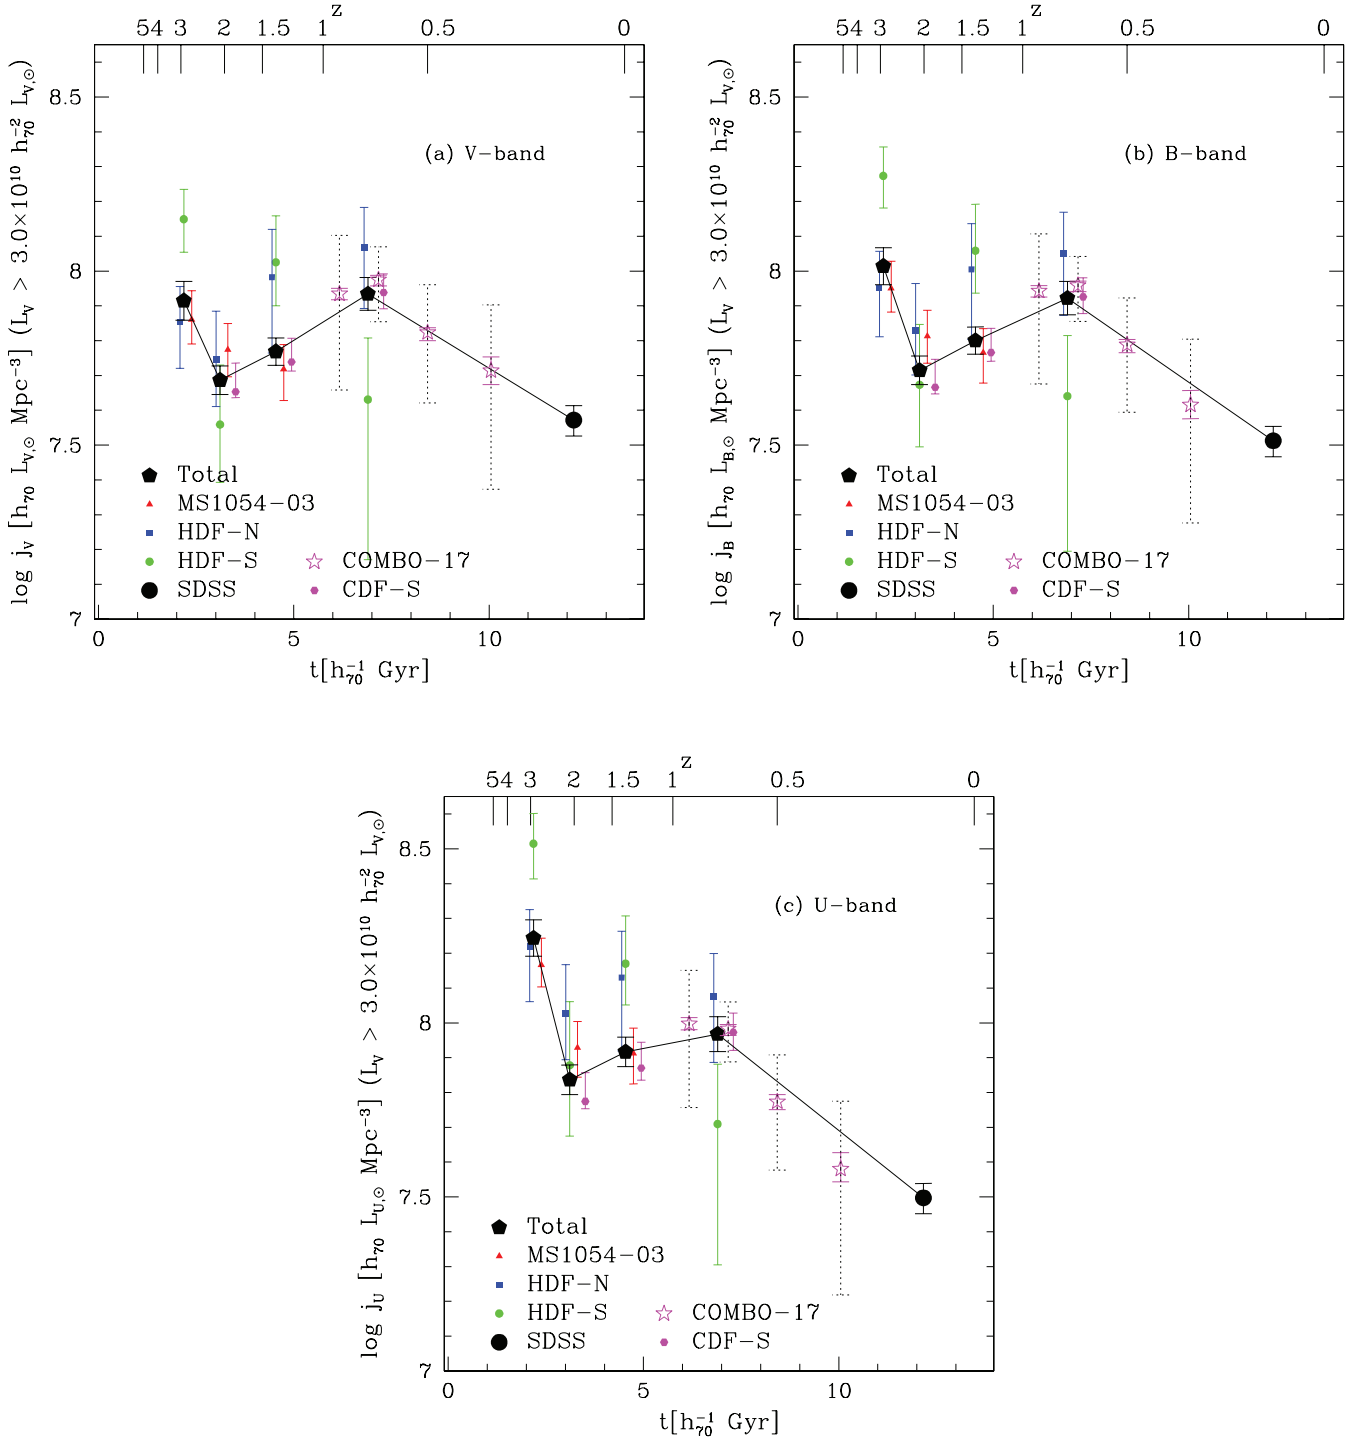 z
54 3 2 1.5 1 0.5 0
log j_V [h_70 L_V,⊙ Mpc^−3] (L_V > 3.0×10^10 h_70^−2 L_V,⊙)
8.5
8
7.5
7
(a) V−band
Total
MS1054−03
HDF−N
HDF−S
SDSS
COMBO−17
CDF−S
0 5 10
t[h_70^−1 Gyr]
z
54 3 2 1.5 1 0.5 0
log j_B [h_70 L_B,⊙ Mpc^−3] (L_V > 3.0×10^10 h_70^−2 L_V,⊙)
8.5
8
7.5
7
(b) B−band
Total
MS1054−03
HDF−N
HDF−S
SDSS
COMBO−17
CDF−S
0 5 10
t[h_70^−1 Gyr]
z
54 3 2 1.5 1 0.5 0
log j_U [h_70 L_U,⊙ Mpc^−3] (L_V > 3.0×10^10 h_70^−2 L_V,⊙)
8.5
8
7.5
7
(c) U−band
Total
MS1054−03
HDF−N
HDF−S
SDSS
COMBO−17
CDF−S
0 5 10
t[h_70^−1 Gyr]